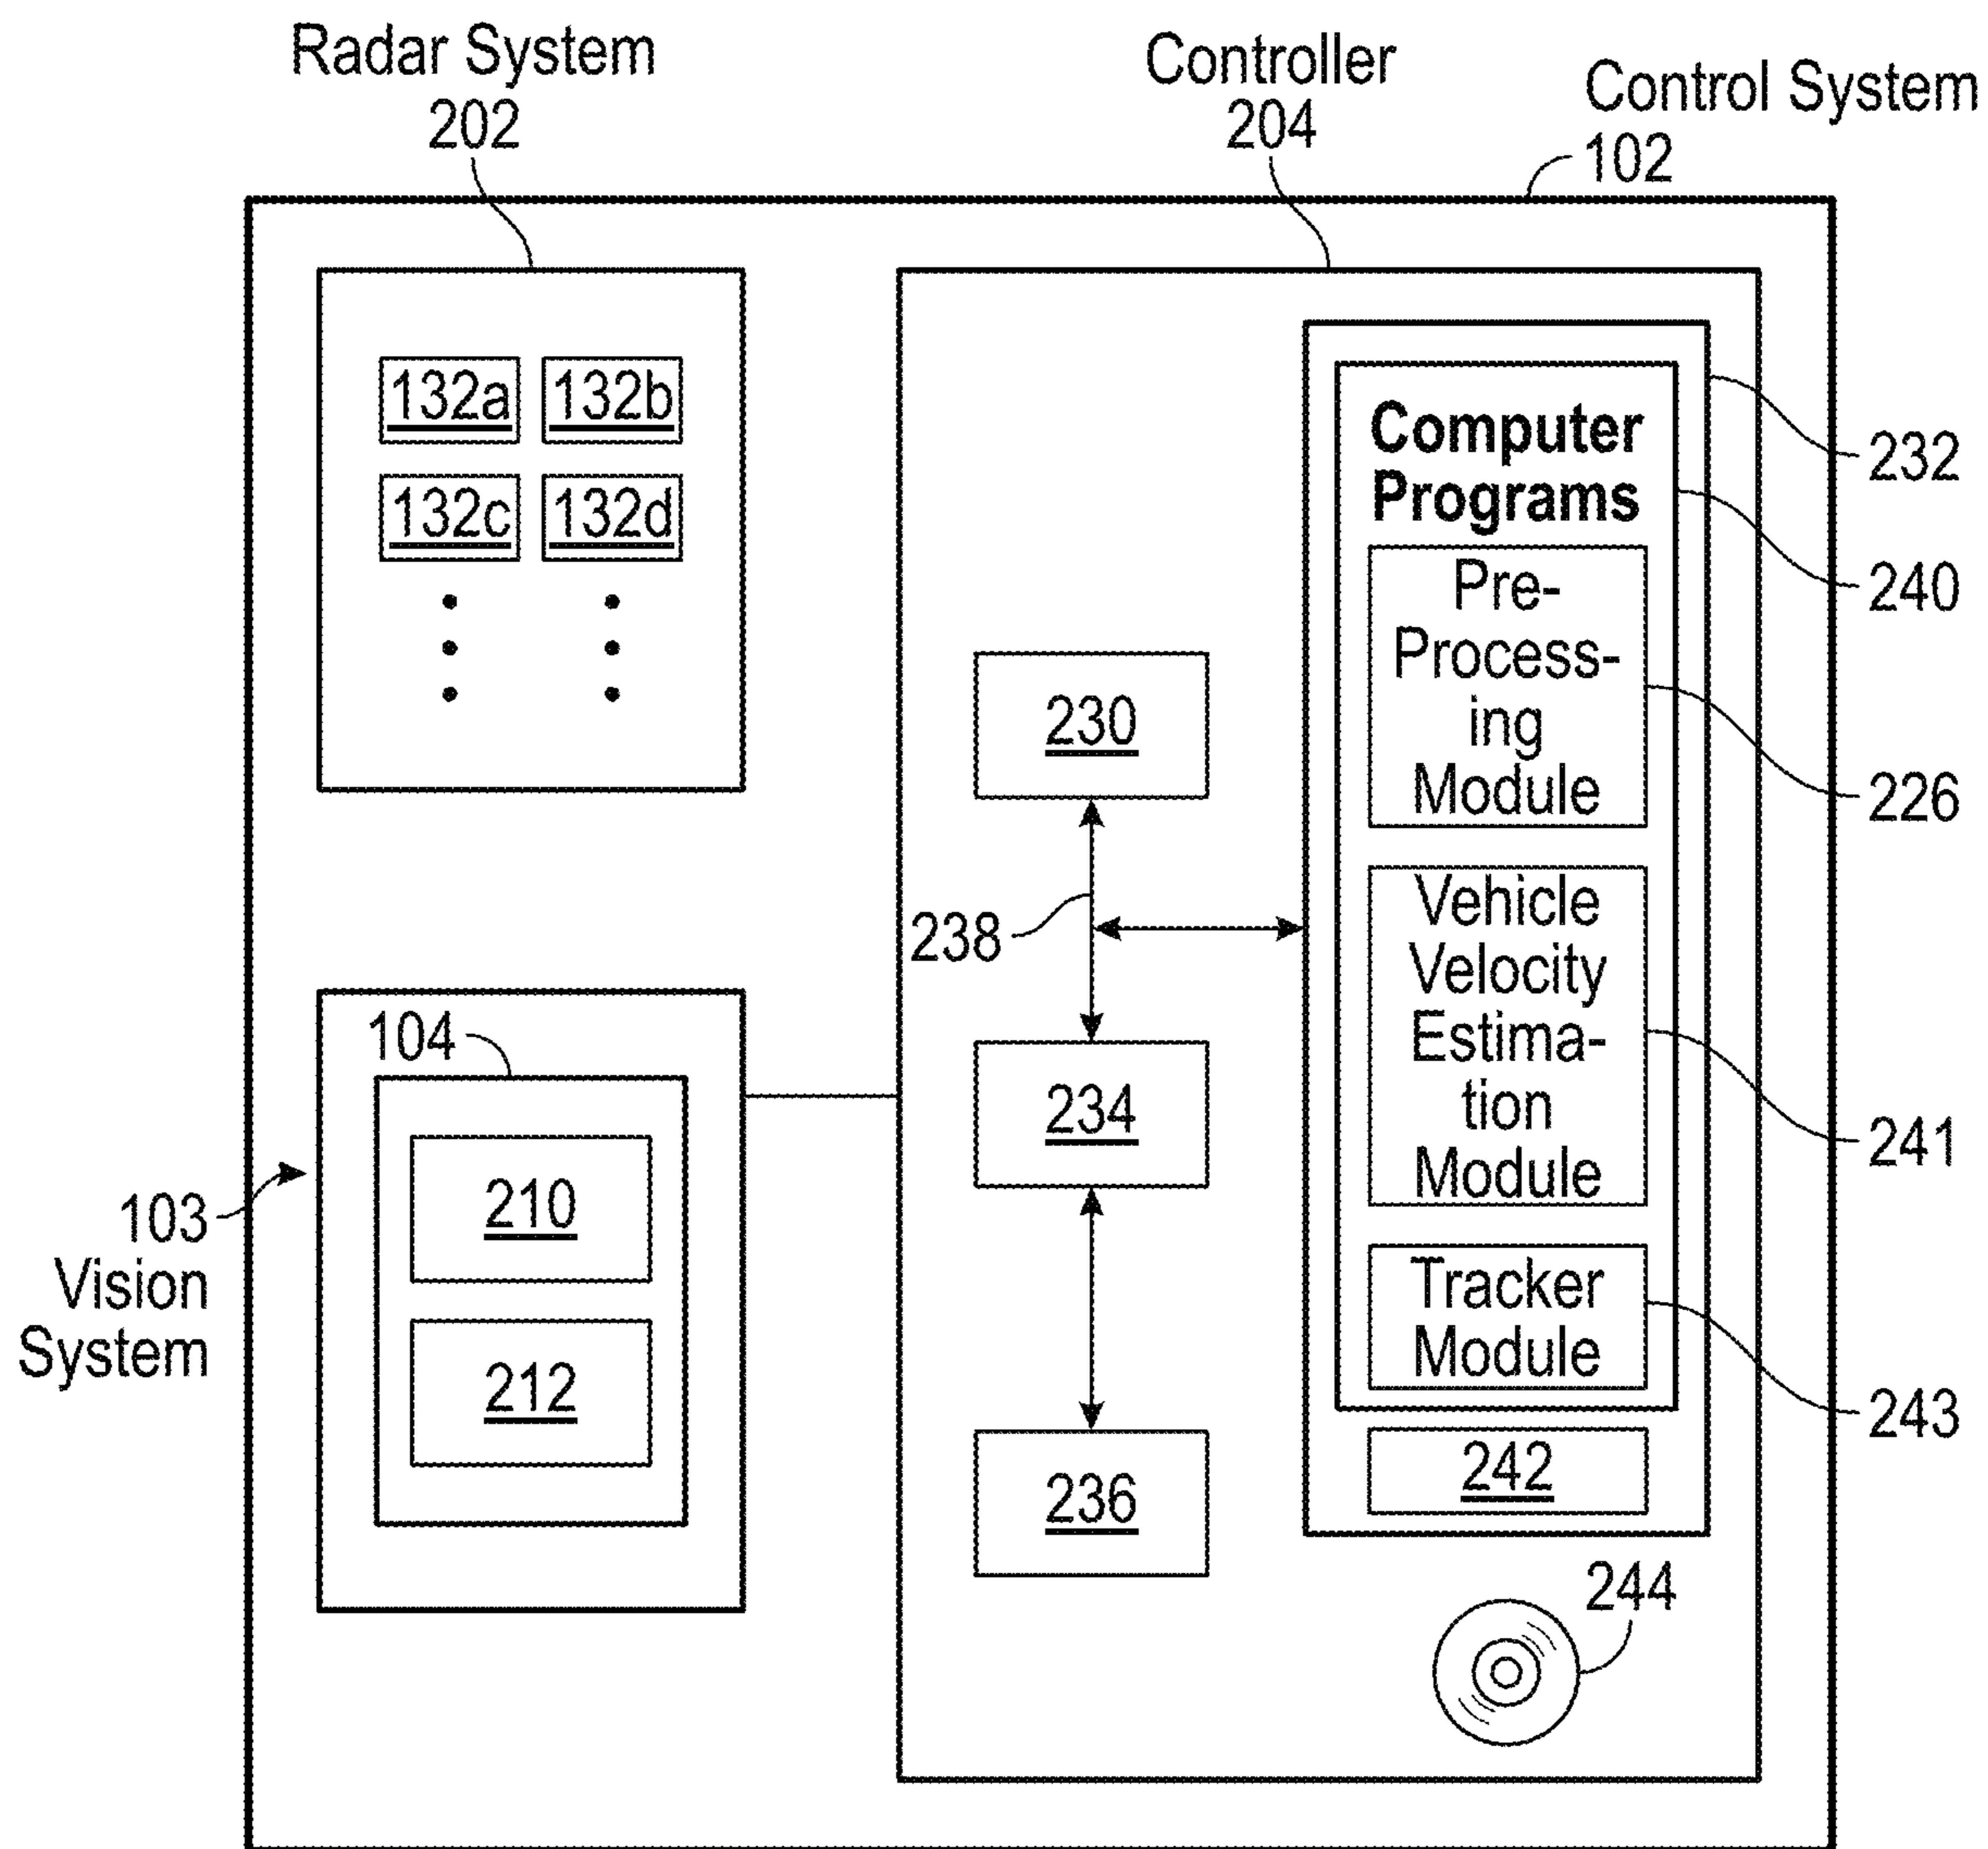 Radar System
202
Controller
204
Control System
102
132a
132b
132c
132d
Computer
Programs
Pre-
Process-
ing
Module
Vehicle
Velocity
Estima-
tion
Module
Tracker
Module
242
232
240
226
241
243
230
238
234
236
244
104
210
212
103
Vision
System